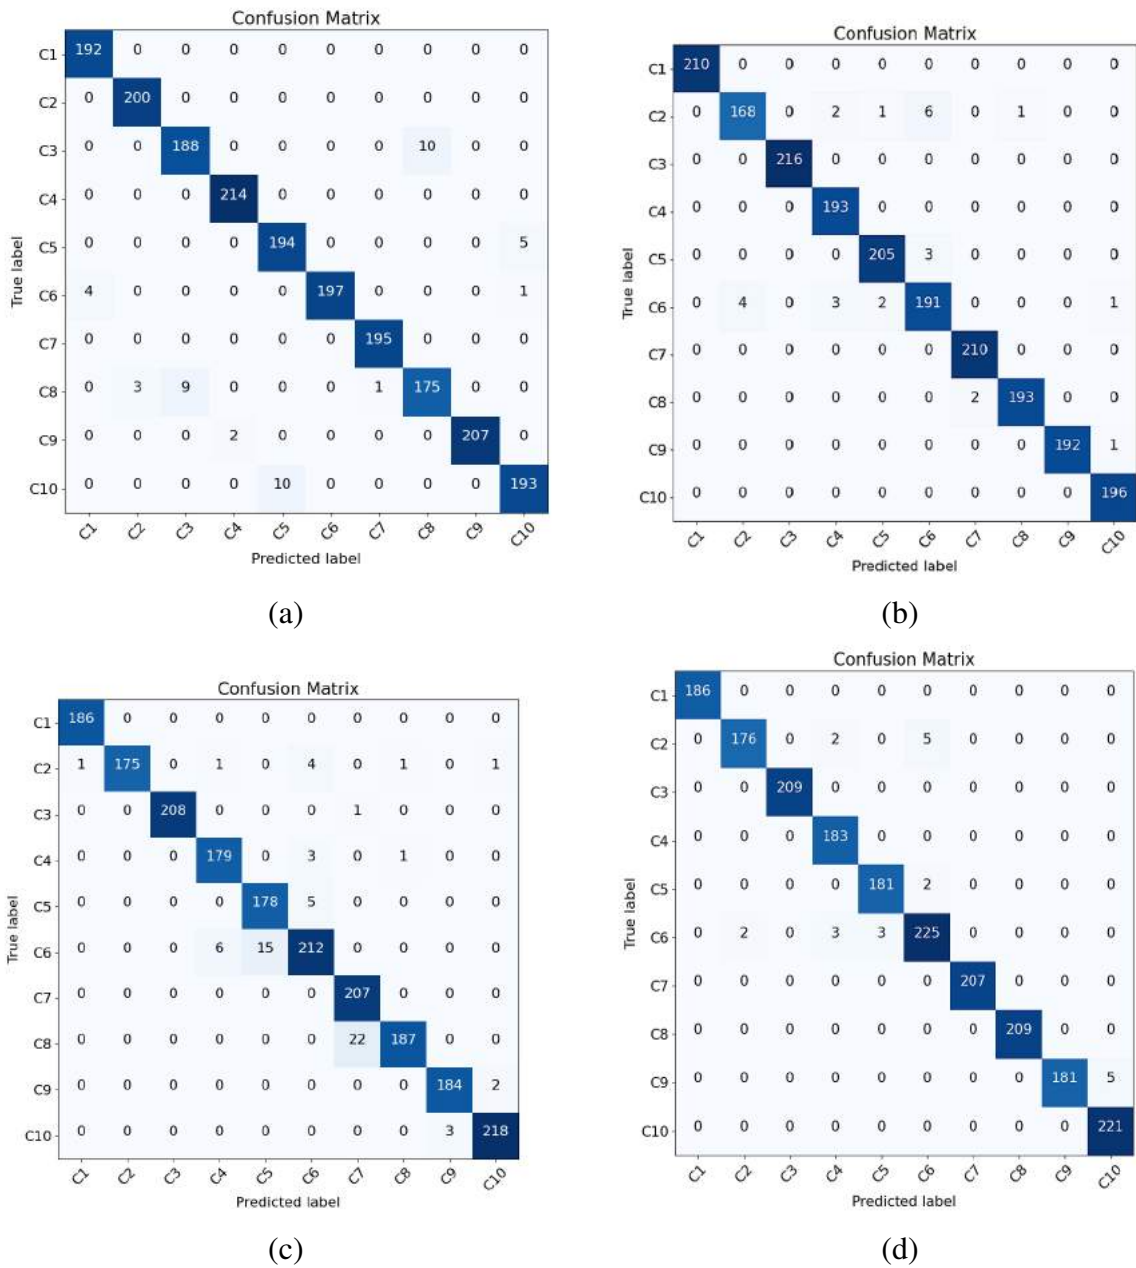 Confusion Matrix
C1 192 0 0 0 0 0 0 0 0 0
C2 0 200 0 0 0 0 0 0 0 0
C3 0 0 188 0 0 0 0 10 0 0
C4 0 0 0 214 0 0 0 0 0 0
C5 0 0 0 0 194 0 0 0 0 5
C6 4 0 0 0 0 197 0 0 0 1
C7 0 0 0 0 0 0 195 0 0 0
C8 0 3 9 0 0 0 1 175 0 0
C9 0 0 0 2 0 0 0 0 207 0
C10 0 0 0 0 10 0 0 0 0 193
True label
C1 C2 C3 C4 C5 C6 C7 C8 C9 C10
Predicted label
(a)
Confusion Matrix
C1 210 0 0 0 0 0 0 0 0 0
C2 0 168 0 2 1 6 0 1 0 0
C3 0 0 216 0 0 0 0 0 0 0
C4 0 0 0 193 0 0 0 0 0 0
C5 0 0 0 0 205 3 0 0 0 0
C6 0 4 0 3 2 191 0 0 0 1
C7 0 0 0 0 0 0 210 0 0 0
C8 0 0 0 0 0 0 2 193 0 0
C9 0 0 0 0 0 0 0 0 192 1
C10 0 0 0 0 0 0 0 0 0 196
True label
C1 C2 C3 C4 C5 C6 C7 C8 C9 C10
Predicted label
(b)
Confusion Matrix
C1 186 0 0 0 0 0 0 0 0 0
C2 1 175 0 1 0 4 0 1 0 1
C3 0 0 208 0 0 0 1 0 0 0
C4 0 0 0 179 0 3 0 1 0 0
C5 0 0 0 0 178 5 0 0 0 0
C6 0 0 0 6 15 212 0 0 0 0
C7 0 0 0 0 0 0 207 0 0 0
C8 0 0 0 0 0 0 22 187 0 0
C9 0 0 0 0 0 0 0 0 184 2
C10 0 0 0 0 0 0 0 0 3 218
True label
C1 C2 C3 C4 C5 C6 C7 C8 C9 C10
Predicted label
(c)
Confusion Matrix
C1 186 0 0 0 0 0 0 0 0 0
C2 0 176 0 2 0 5 0 0 0 0
C3 0 0 209 0 0 0 0 0 0 0
C4 0 0 0 183 0 0 0 0 0 0
C5 0 0 0 0 181 2 0 0 0 0
C6 0 2 0 3 3 225 0 0 0 0
C7 0 0 0 0 0 0 207 0 0 0
C8 0 0 0 0 0 0 0 209 0 0
C9 0 0 0 0 0 0 0 0 181 5
C10 0 0 0 0 0 0 0 0 0 221
True label
C1 C2 C3 C4 C5 C6 C7 C8 C9 C10
Predicted label
(d)